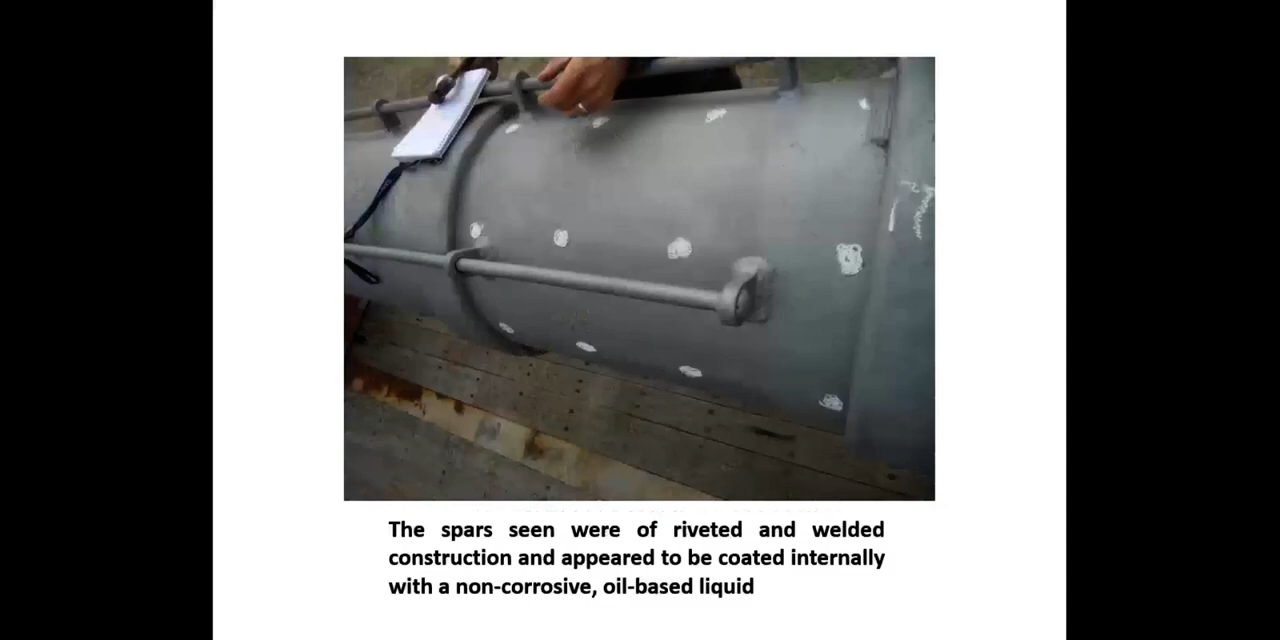 The spars seen were of riveted and welded
construction and appeared to be coated internally
with a non-corrosive, oil-based liquid